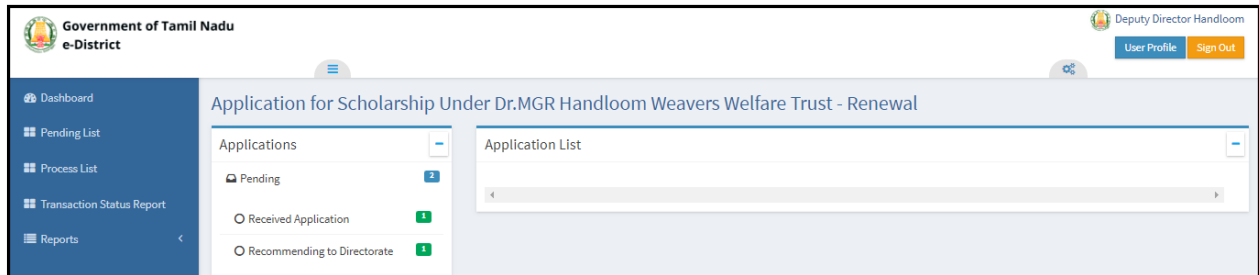 Government of Tamil Nadu
e-District
Deputy Director Handloom
User Profile
Sign Out
Dashboard
Pending List
Process List
Transaction Status Report
Reports
Application for Scholarship Under Dr.MGR Handloom Weavers Welfare Trust - Renewal
Applications
Pending 2
Received Application 1
Recommending to Directorate 1
Application List